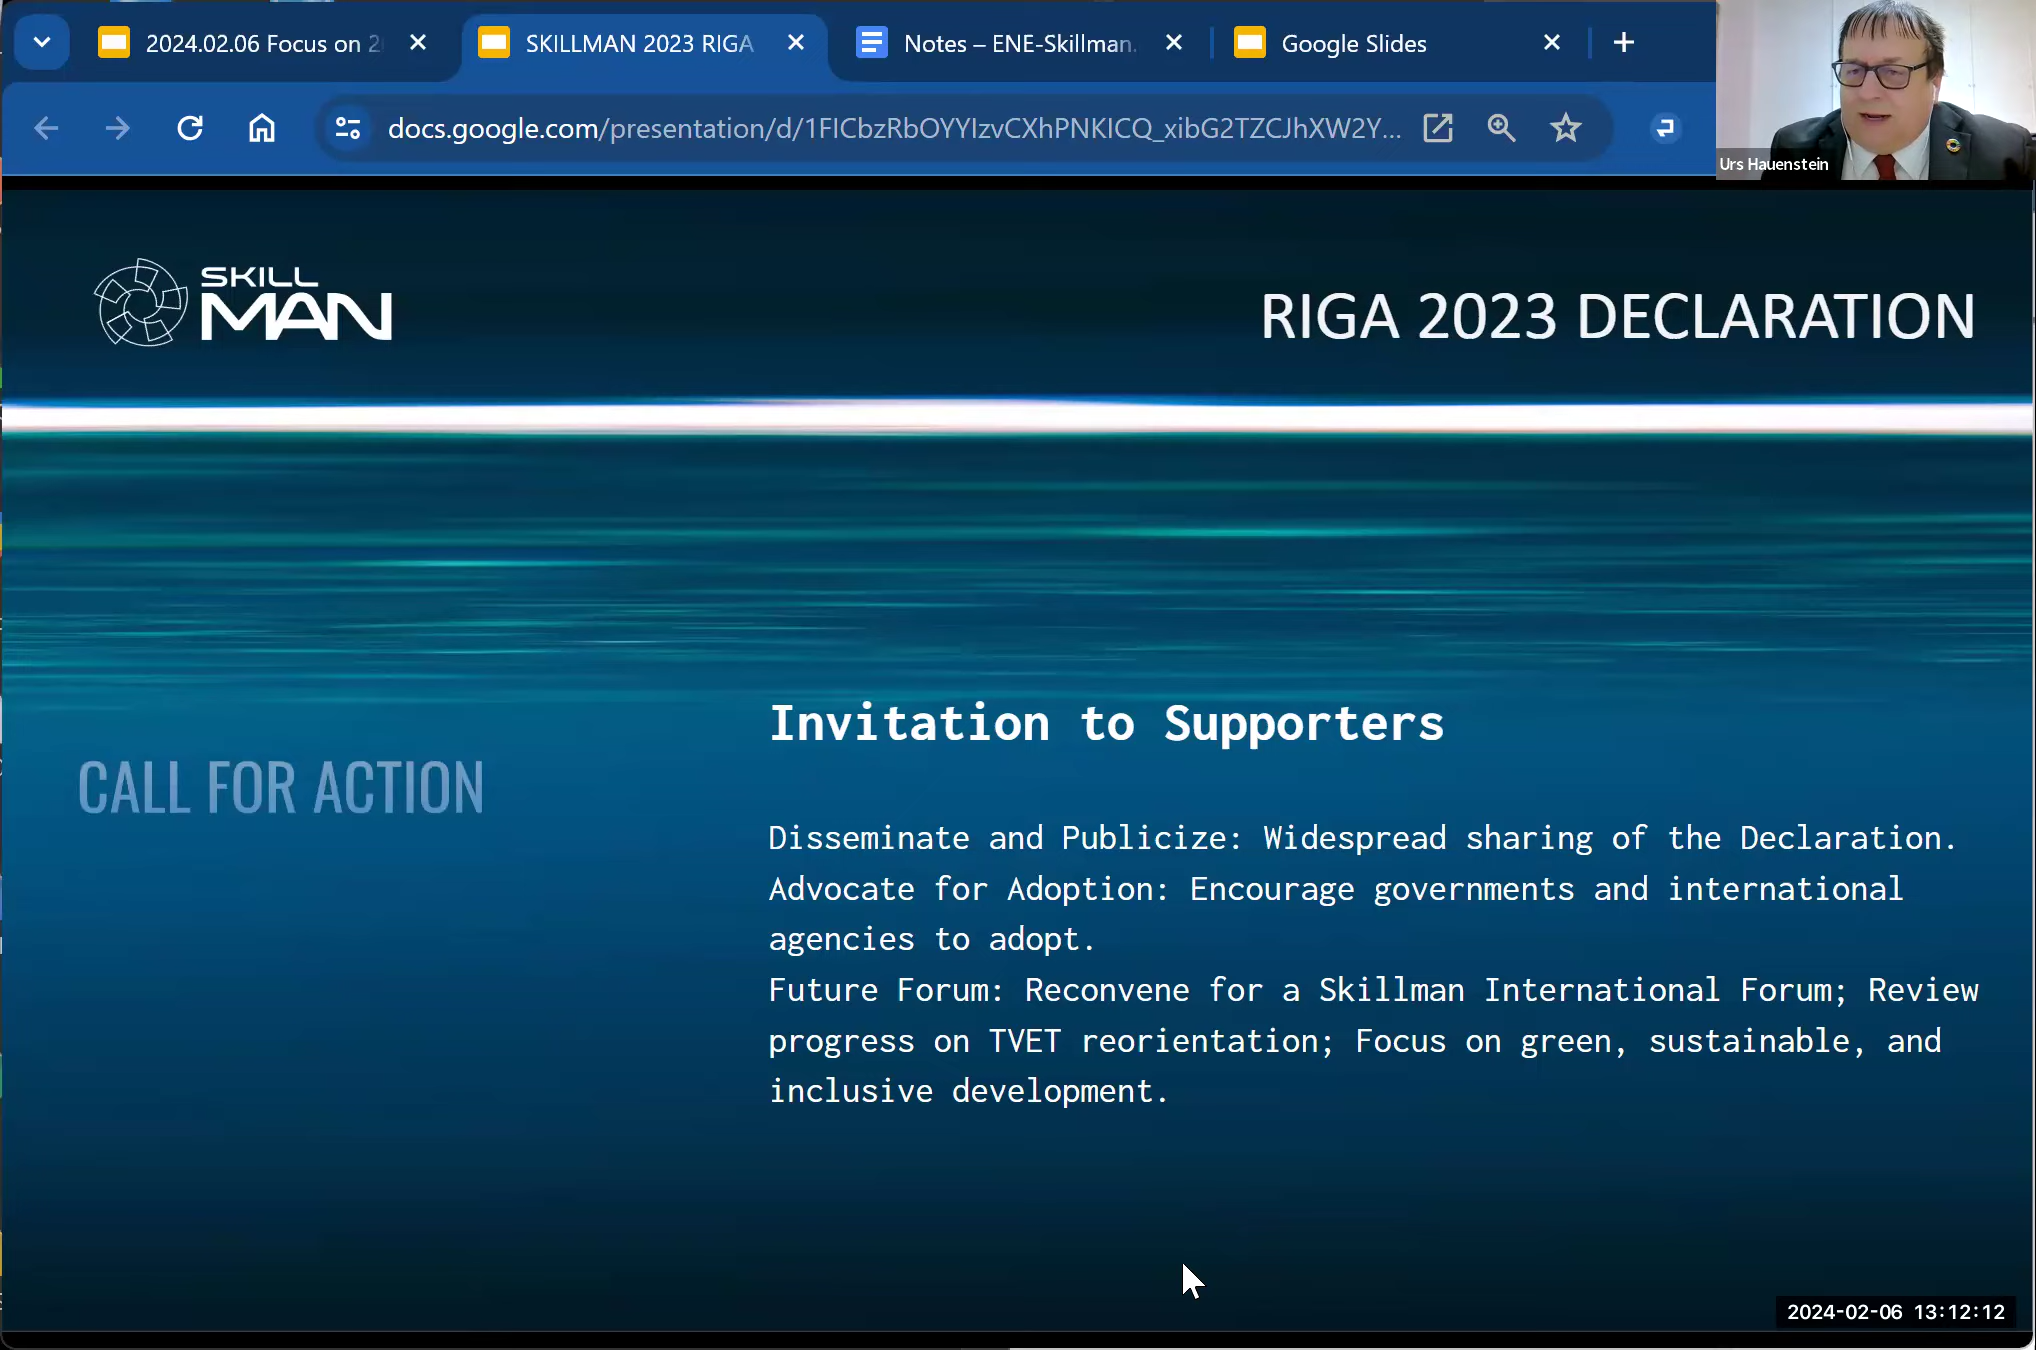 2024.02.06 Focus on 2
SKILLMAN 2023 RIGA
Notes – ENE-Skillman.
Google Slides
docs.google.com/presentation/d/1FICbzRbOYYIzvCXhPNKICQ_xibG2TZCJhXW2Y...
Urs Hauenstein
SKILL
MAN
RIGA 2023 DECLARATION
CALL FOR ACTION
Invitation to Supporters
Disseminate and Publicize: Widespread sharing of the Declaration.
Advocate for Adoption: Encourage governments and international
agencies to adopt.
Future Forum: Reconvene for a Skillman International Forum; Review
progress on TVET reorientation; Focus on green, sustainable, and
inclusive development.
2024-02-06 13:12:12